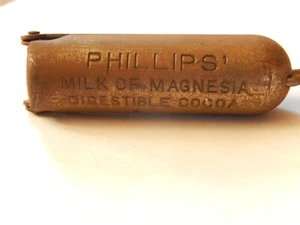 PHILLIPS'
MILK OF MAGNESIA
DIGESTIBLE COCOA